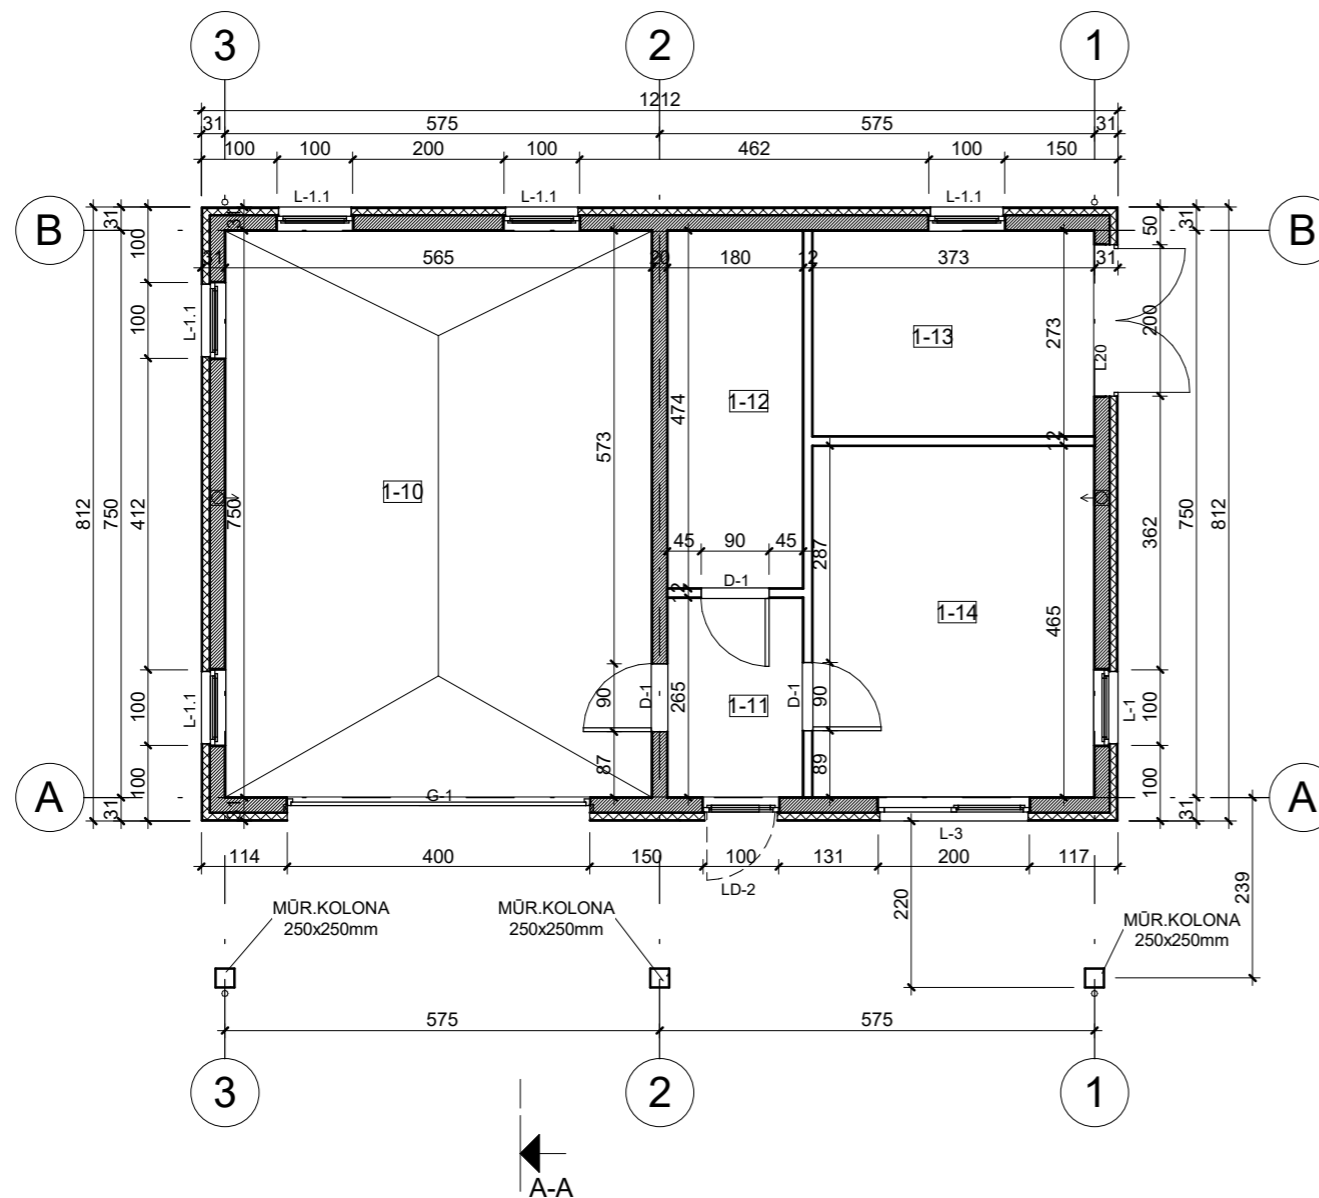 3 2 1
1212
31 575 575 31
100 100 200 100 462 100 150
L-1.1 L-1.1 L-1.1
B B
812 750 412
31 100 100 100 100 31
L-1.1
L-1.1
31
565 20 180 12 373 31
750
573
474
273
50 31
200
L20
362 750 812
1-13
1-12
1-10
12
45 90 45
D-1
12
287
1-14
465
90 D-1
265
1-11
D-1 90
87
89
L-1 100
100
31
A A
G-1
L-3
114 400 150 100 131 200 117
LD-2
220
239
MŪR.KOLONA
250x250mm
MŪR.KOLONA
250x250mm
MŪR.KOLONA
250x250mm
575 575
3 2 1
A-A